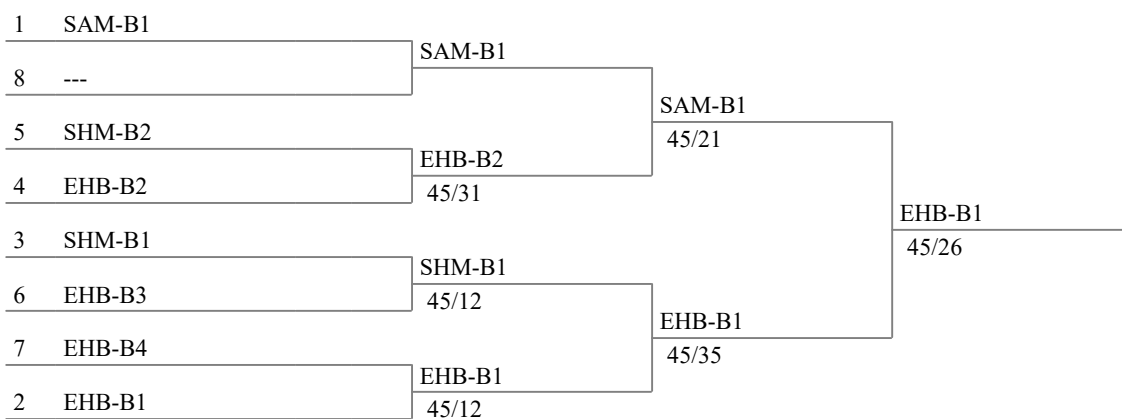 1 SAM-B1
SAM-B1
8 ---
SAM-B1
45/21
5 SHM-B2
EHB-B2
45/31
4 EHB-B2
EHB-B1
45/26
3 SHM-B1
SHM-B1
45/12
6 EHB-B3
EHB-B1
45/35
7 EHB-B4
EHB-B1
45/12
2 EHB-B1